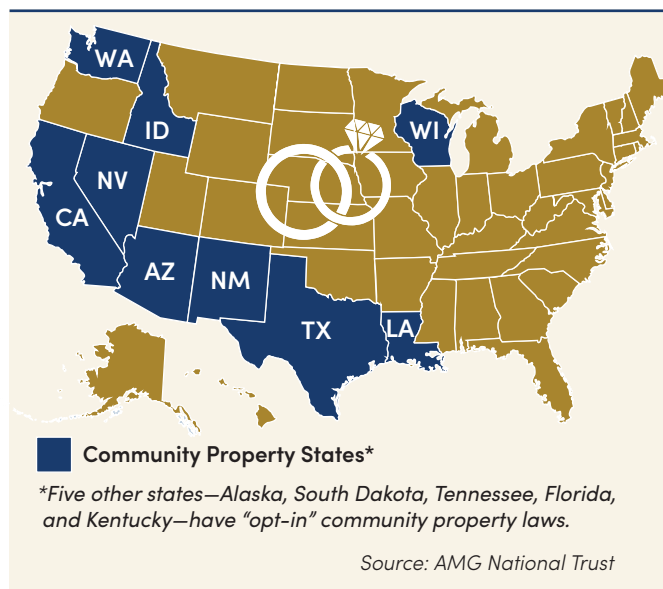 WA
ID
WI
NV
CA
AZ
NM
TX
LA
Community Property States*
*Five other states—Alaska, South Dakota, Tennessee, Florida,
and Kentucky—have “opt-in” community property laws.
Source: AMG National Trust